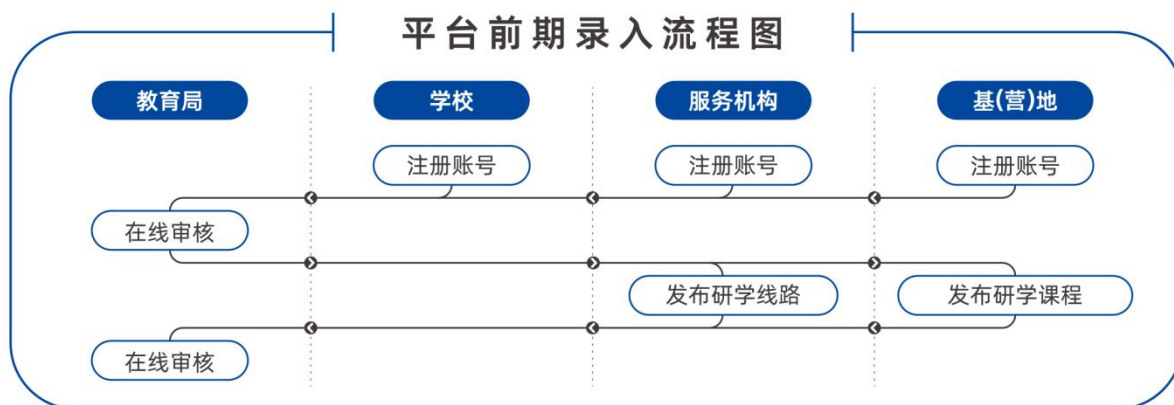 平台前期录入流程图
教育局
学校
服务机构
基(营)地
注册账号
注册账号
注册账号
在线审核
发布研学线路
发布研学课程
在线审核